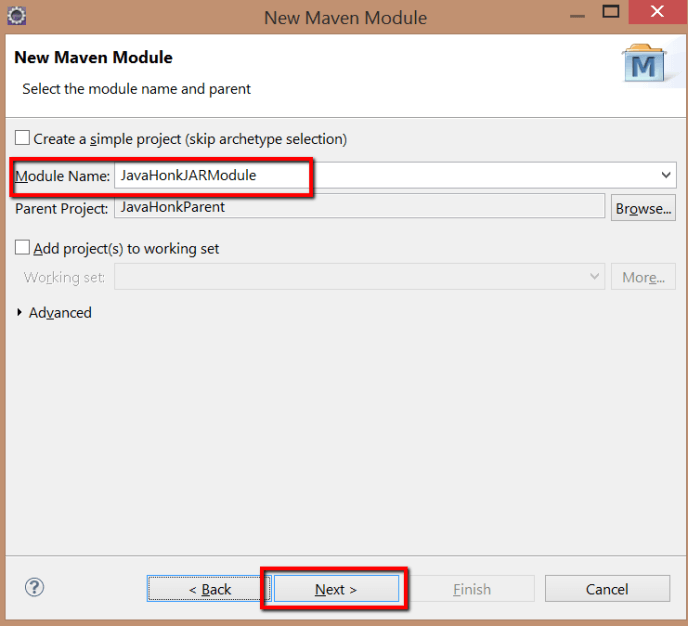 New Maven Module
New Maven Module
Select the module name and parent
M
Create a simple project (skip archetype selection)
Module Name: JavaHonkJARModule
Parent Project: JavaHonkParent Browse...
Add project(s) to working set
Working set: More...
Advanced
? < Back Next > Finish Cancel